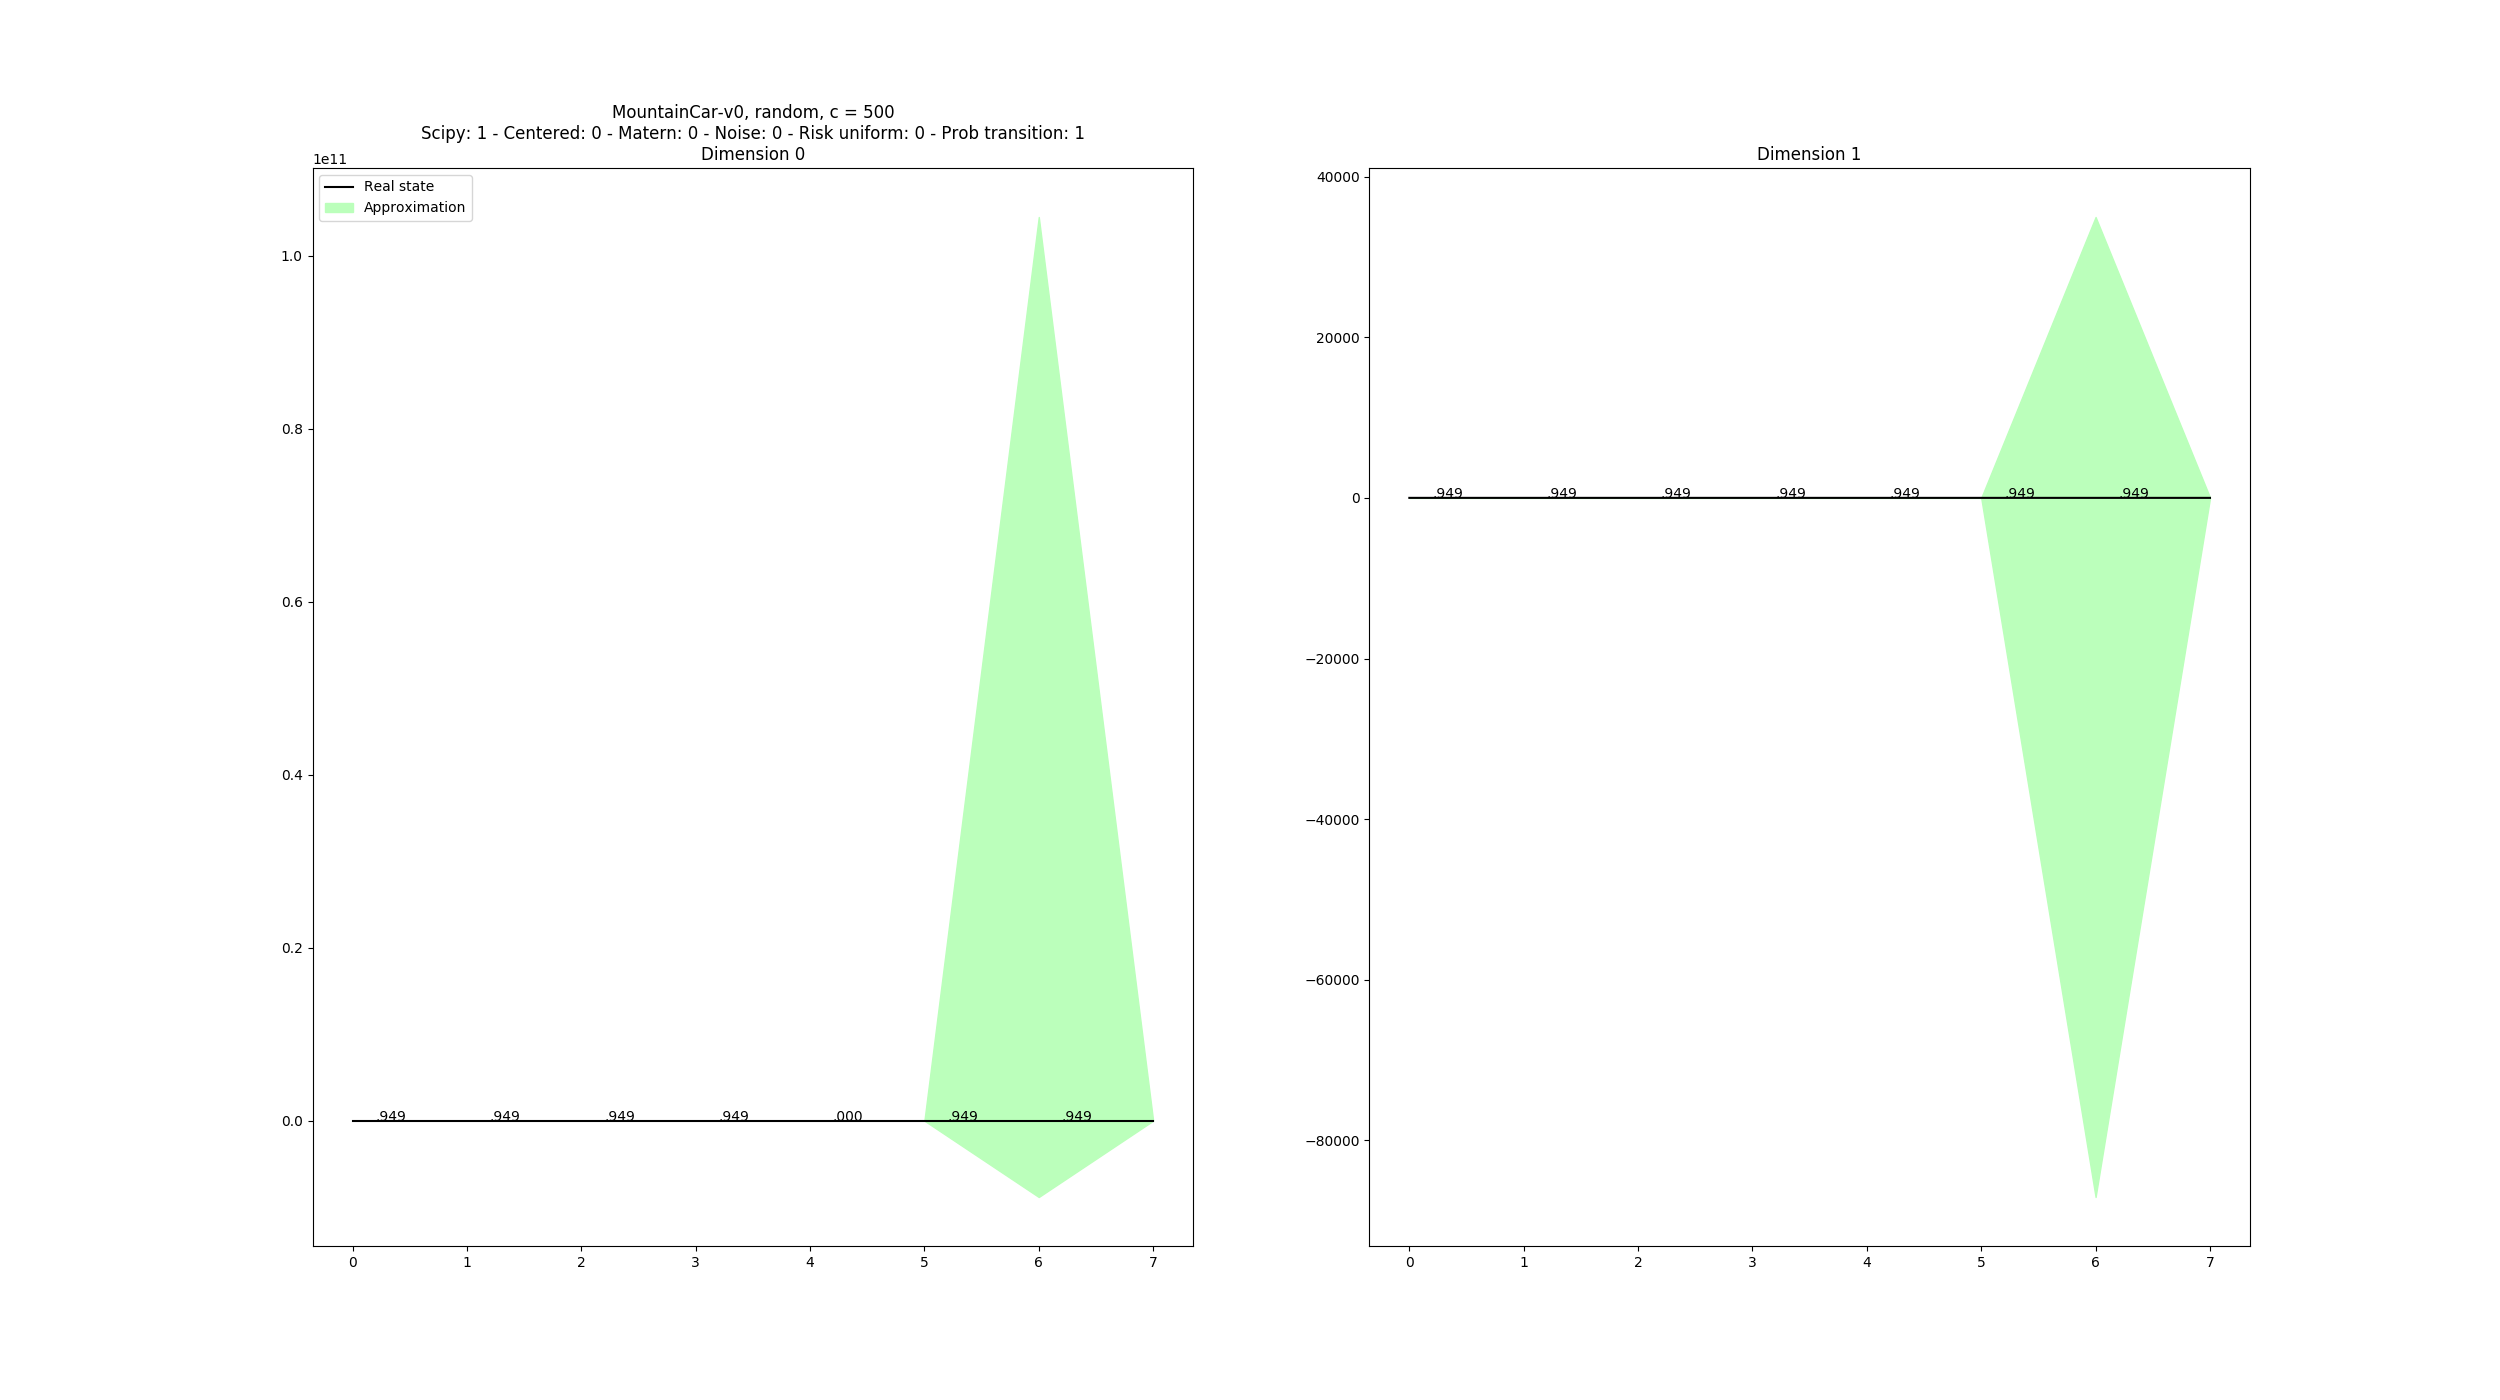 MountainCar-v0, random, c = 500
Scipy: 1 - Centered: 0 - Matern: 0 - Noise: 0 - Risk uniform: 0 - Prob transition: 1
Dimension 0
1e11
Real state
Approximation
1.0
0.8
0.6
0.4
0.2
0.0
.949 .949 .949 .949 .000 .949 .949
0 1 2 3 4 5 6 7
Dimension 1
40000
20000
0
−20000
−40000
−60000
−80000
.949 .949 .949 .949 .949 .949 .949
0 1 2 3 4 5 6 7